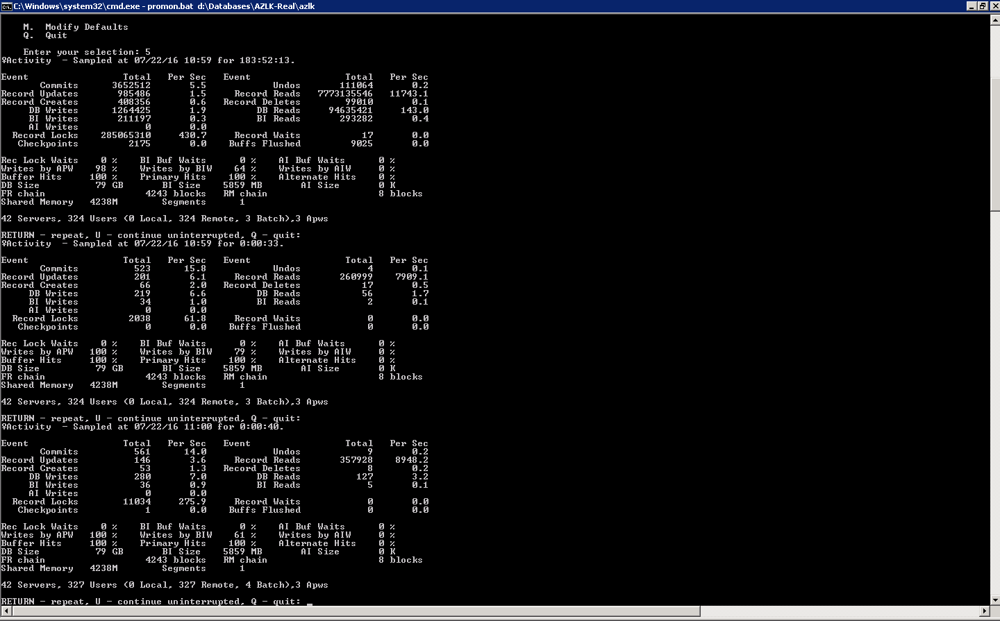 C:\Windows\system32\cmd.exe - promon.bat  d:\Databases\AZLK-Real\azlk
    M.  Modify Defaults
    Q.  Quit
    Enter your selection: 5
♀Activity  - Sampled at 07/22/16 10:59 for 183:52:13.
Event                 Total   Per Sec   Event                 Total   Per Sec
       Commits      3652512       5.5          Undos       111064       0.2
Record Updates       985486       1.5     Record Reads   7773135546   11743.1
Record Creates       408356       0.6   Record Deletes        99010       0.1
     DB Writes      1264425       1.9         DB Reads     94635421     143.0
     BI Writes       211197       0.3         BI Reads       293282       0.4
     AI Writes            0       0.0
  Record Locks    285065310     430.7     Record Waits           17       0.0
   Checkpoints         2175       0.0    Buffs Flushed         9025       0.0
Rec Lock Waits    0 %    BI Buf Waits      0 %    AI Buf Waits      0 %
Writes by APW    98 %    Writes by BIW    64 %    Writes by AIW     0 %
Buffer Hits     100 %    Primary Hits    100 %    Alternate Hits    0 %
DB Size          79 GB       BI Size    5859 MB       AI Size       0 K
FR chain                  4243 blocks   RM chain                    8 blocks
Shared Memory   4238M        Segments      1
42 Servers, 324 Users (0 Local, 324 Remote, 3 Batch),3 Apws
RETURN - repeat, U - continue uninterrupted, Q - quit:
♀Activity  - Sampled at 07/22/16 10:59 for 0:00:33.
Event                 Total   Per Sec   Event                 Total   Per Sec
       Commits          523      15.8          Undos            4       0.1
Record Updates          201       6.1     Record Reads       260999    7909.1
Record Creates           66       2.0   Record Deletes           17       0.5
     DB Writes          219       6.6         DB Reads           56       1.7
     BI Writes           34       1.0         BI Reads            2       0.1
     AI Writes            0       0.0
  Record Locks         2038      61.8     Record Waits            0       0.0
   Checkpoints            0       0.0    Buffs Flushed            0       0.0
Rec Lock Waits    0 %    BI Buf Waits      0 %    AI Buf Waits      0 %
Writes by APW   100 %    Writes by BIW    79 %    Writes by AIW     0 %
Buffer Hits     100 %    Primary Hits    100 %    Alternate Hits    0 %
DB Size          79 GB       BI Size    5859 MB       AI Size       0 K
FR chain                  4243 blocks   RM chain                    8 blocks
Shared Memory   4238M        Segments      1
42 Servers, 324 Users (0 Local, 324 Remote, 3 Batch),3 Apws
RETURN - repeat, U - continue uninterrupted, Q - quit:
♀Activity  - Sampled at 07/22/16 11:00 for 0:00:40.
Event                 Total   Per Sec   Event                 Total   Per Sec
       Commits          561      14.0          Undos            9       0.2
Record Updates          146       3.6     Record Reads       357928    8948.2
Record Creates           53       1.3   Record Deletes            8       0.2
     DB Writes          280       7.0         DB Reads          127       3.2
     BI Writes           36       0.9         BI Reads            5       0.1
     AI Writes            0       0.0
  Record Locks        11034     275.9     Record Waits            0       0.0
   Checkpoints            1       0.0    Buffs Flushed            0       0.0
Rec Lock Waits    0 %    BI Buf Waits      0 %    AI Buf Waits      0 %
Writes by APW   100 %    Writes by BIW    61 %    Writes by AIW     0 %
Buffer Hits     100 %    Primary Hits    100 %    Alternate Hits    0 %
DB Size          79 GB       BI Size    5859 MB       AI Size       0 K
FR chain                  4243 blocks   RM chain                    8 blocks
Shared Memory   4238M        Segments      1
42 Servers, 327 Users (0 Local, 327 Remote, 4 Batch),3 Apws
RETURN - repeat, U - continue uninterrupted, Q - quit: _